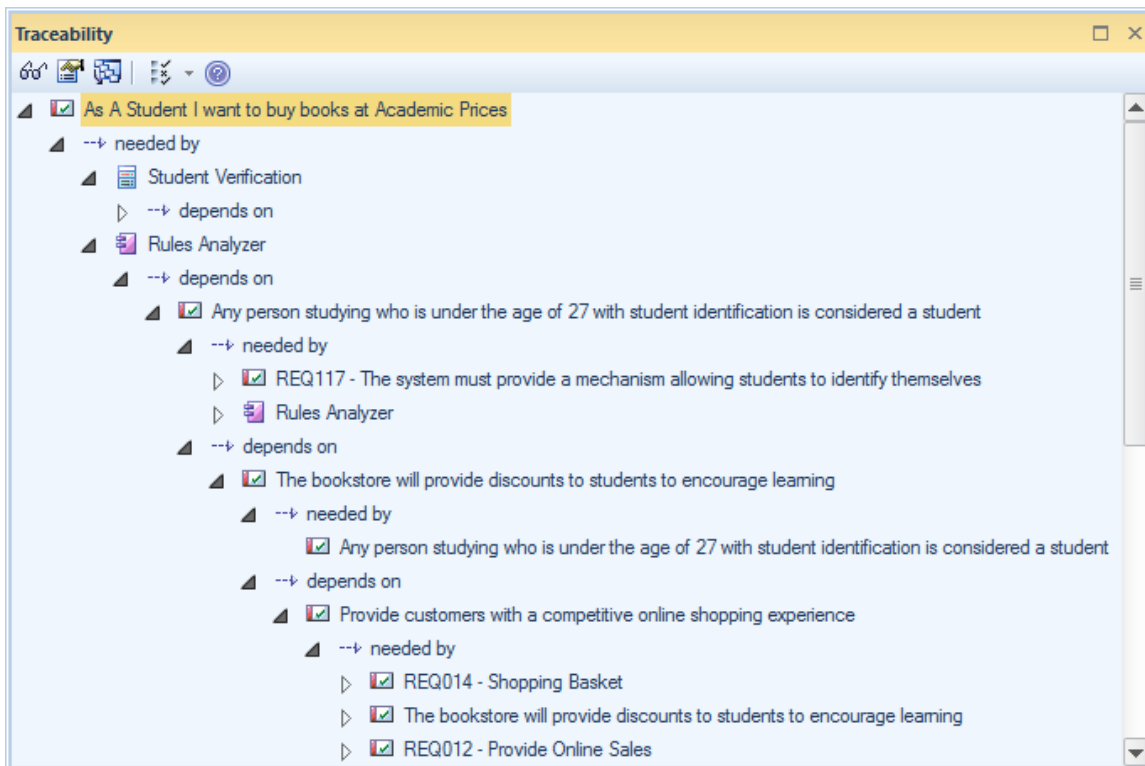 Traceability
As A Student I want to buy books at Academic Prices
needed by
Student Verification
depends on
Rules Analyzer
depends on
Any person studying who is under the age of 27 with student identification is considered a student
needed by
REQ117 - The system must provide a mechanism allowing students to identify themselves
Rules Analyzer
depends on
The bookstore will provide discounts to students to encourage learning
needed by
Any person studying who is under the age of 27 with student identification is considered a student
depends on
Provide customers with a competitive online shopping experience
needed by
REQ014 - Shopping Basket
The bookstore will provide discounts to students to encourage learning
REQ012 - Provide Online Sales